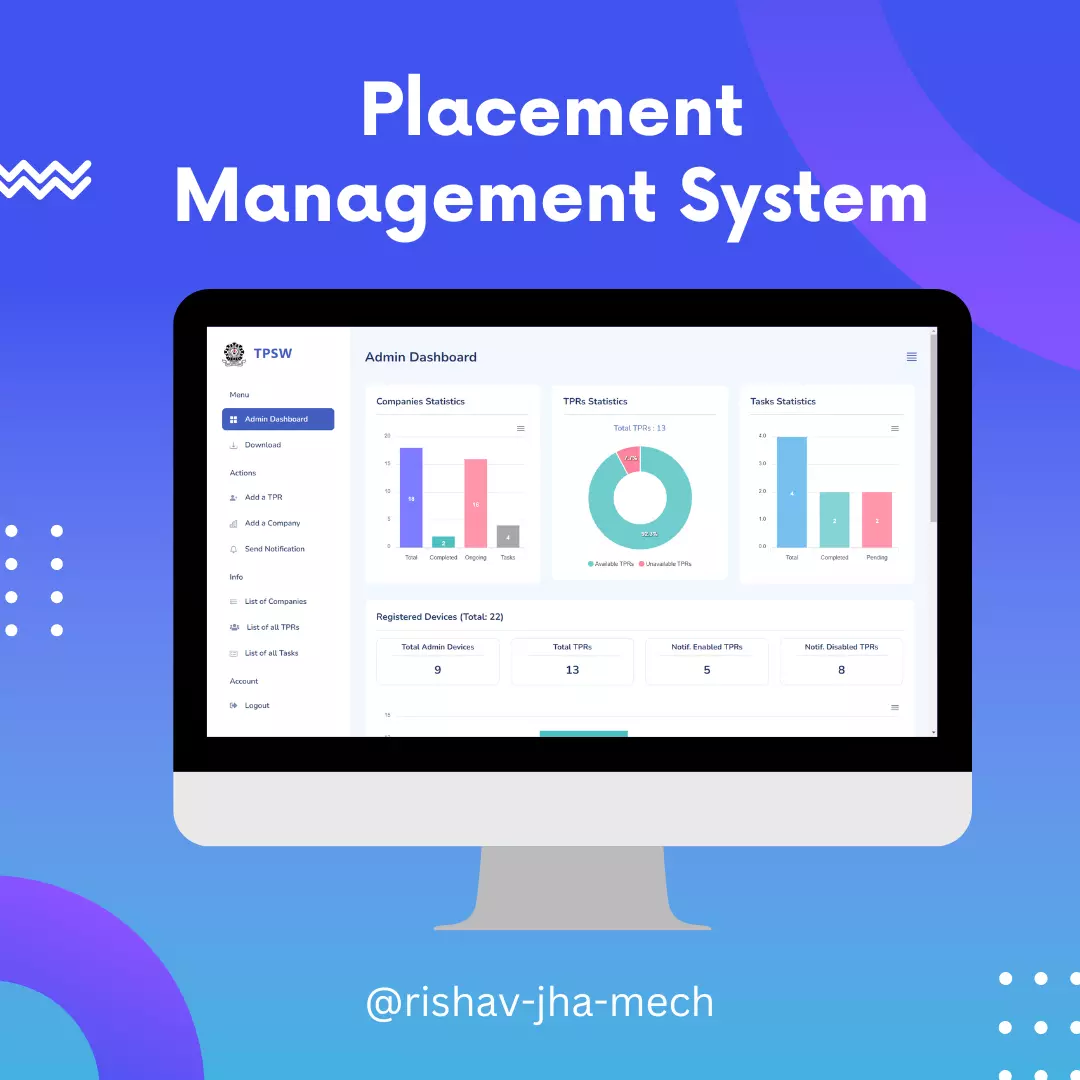 Placement
Management System
TPSW
Menu
Admin Dashboard
Download
Actions
Add a TPR
Add a Company
Send Notification
Info
List of Companies
List of all TPRs
List of all Tasks
Account
Logout
Admin Dashboard
Companies Statistics
20
15
10
5
0
18
2
16
4
Total Completed Ongoing Tasks
TPRs Statistics
Total TPRs : 13
7.7%
92.3%
Available TPRs Unavailable TPRs
Tasks Statistics
4.0
3.0
2.0
1.0
0.0
4
2
2
Total Completed Pending
Registered Devices (Total: 22)
Total Admin Devices
9
Total TPRs
13
Notif. Enabled TPRs
5
Notif. Disabled TPRs
8
15
@rishav-jha-mech